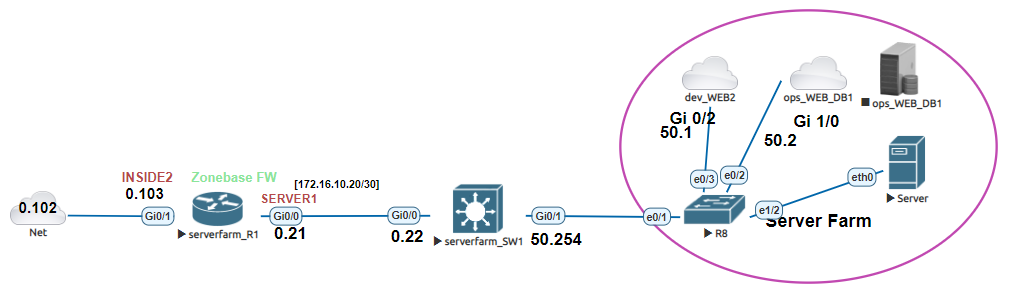 dev_WEB2
ops_WEB_DB1
ops_WEB_DB1
Gi 0/2
50.1
Gi 1/0
50.2
INSIDE2
Zonebase FW
[172.16.10.20/30]
0.103
SERVER1
e0/3
e0/2
eth0
Server
0.102
Net
Gi0/1
serverfarm_R1
Gi0/0
0.21
Gi0/0
0.22
serverfarm_SW1
Gi0/1
50.254
e0/1
R8
e1/2
Server Farm